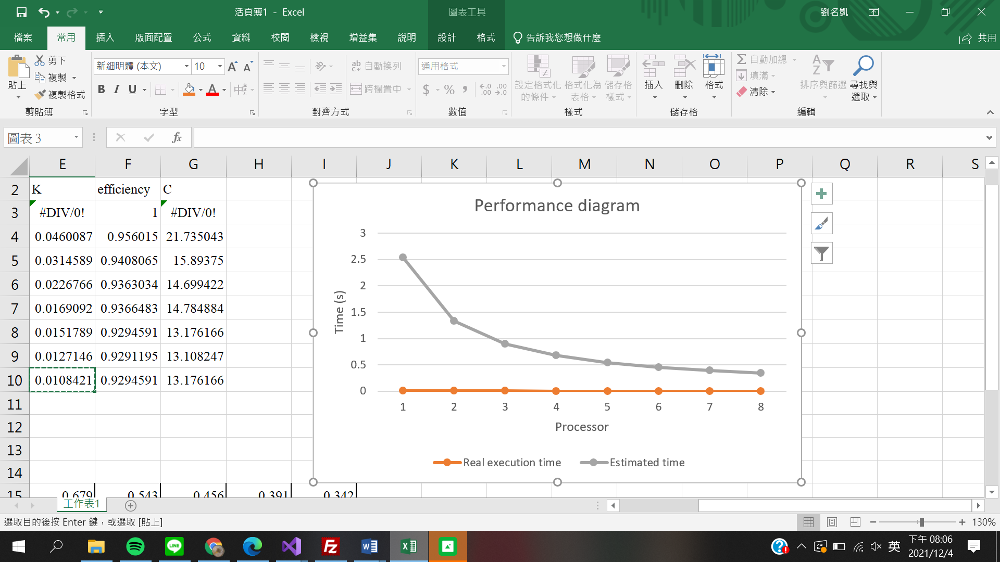 活頁簿1 - Excel
圖表工具
劉名凱
檔案 常用 插入 版面配置 公式 資料 校閱 檢視 增益集 說明 設計 格式 告訴我您想做什麼 共用
貼上
剪下
複製
複製格式
剪貼簿
新細明體 (本文) 10
B I U
字型
自動換列
跨欄置中
對齊方式
通用格式
$ % ,
數值
設定格式化的條件
格式化為表格
儲存格樣式
樣式
插入
刪除
格式
儲存格
自動加總
填滿
清除
排序與篩選
尋找與選取
編輯
圖表 3
fx
E F G H I J K L M N O P Q R S
2 K efficiency C
3 #DIV/0! 1 #DIV/0!
4 0.0460087 0.956015 21.735043
5 0.0314589 0.9408065 15.89375
6 0.0226766 0.9363034 14.699422
7 0.0169092 0.9366483 14.784884
8 0.0151789 0.9294591 13.176166
9 0.0127146 0.9291195 13.108247
10 0.0108421 0.9294591 13.176166
11
12
13
14
15 0.679 0.543 0.456 0.391 0.342
Performance diagram
3
2.5
2
1.5
1
0.5
0
Time (s)
1 2 3 4 5 6 7 8
Processor
Real execution time Estimated time
工作表1
選取目的後按 Enter 鍵，或選取 [貼上]
130%
英
下午 08:06
2021/12/4